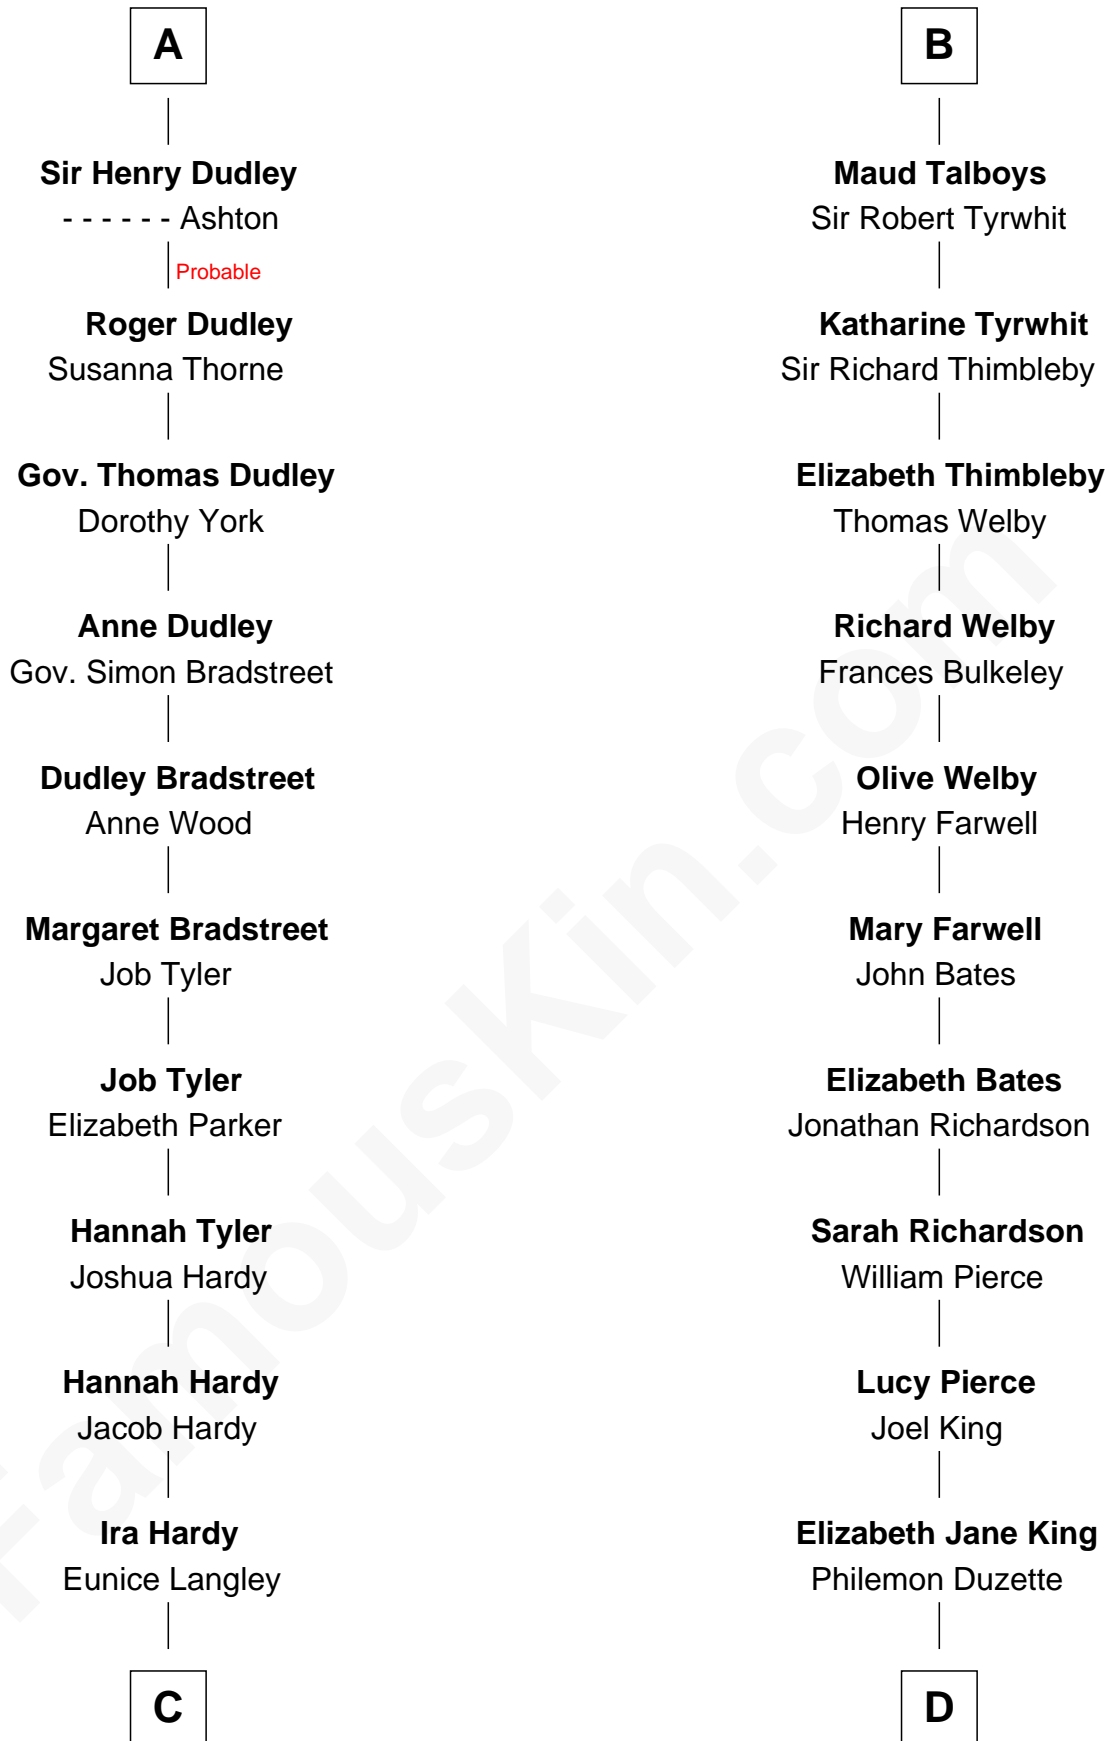 A
Sir Henry Dudley
- - - - - - Ashton
Probable
Roger Dudley
Susanna Thorne
Gov. Thomas Dudley
Dorothy York
Anne Dudley
Gov. Simon Bradstreet
Dudley Bradstreet
Anne Wood
Margaret Bradstreet
Job Tyler
Job Tyler
Elizabeth Parker
Hannah Tyler
Joshua Hardy
Hannah Hardy
Jacob Hardy
Ira Hardy
Eunice Langley
C
B
Maud Talboys
Sir Robert Tyrwhit
Katharine Tyrwhit
Sir Richard Thimbleby
Elizabeth Thimbleby
Thomas Welby
Richard Welby
Frances Bulkeley
Olive Welby
Henry Farwell
Mary Farwell
John Bates
Elizabeth Bates
Jonathan Richardson
Sarah Richardson
William Pierce
Lucy Pierce
Joel King
Elizabeth Jane King
Philemon Duzette
D
FamousKin.com